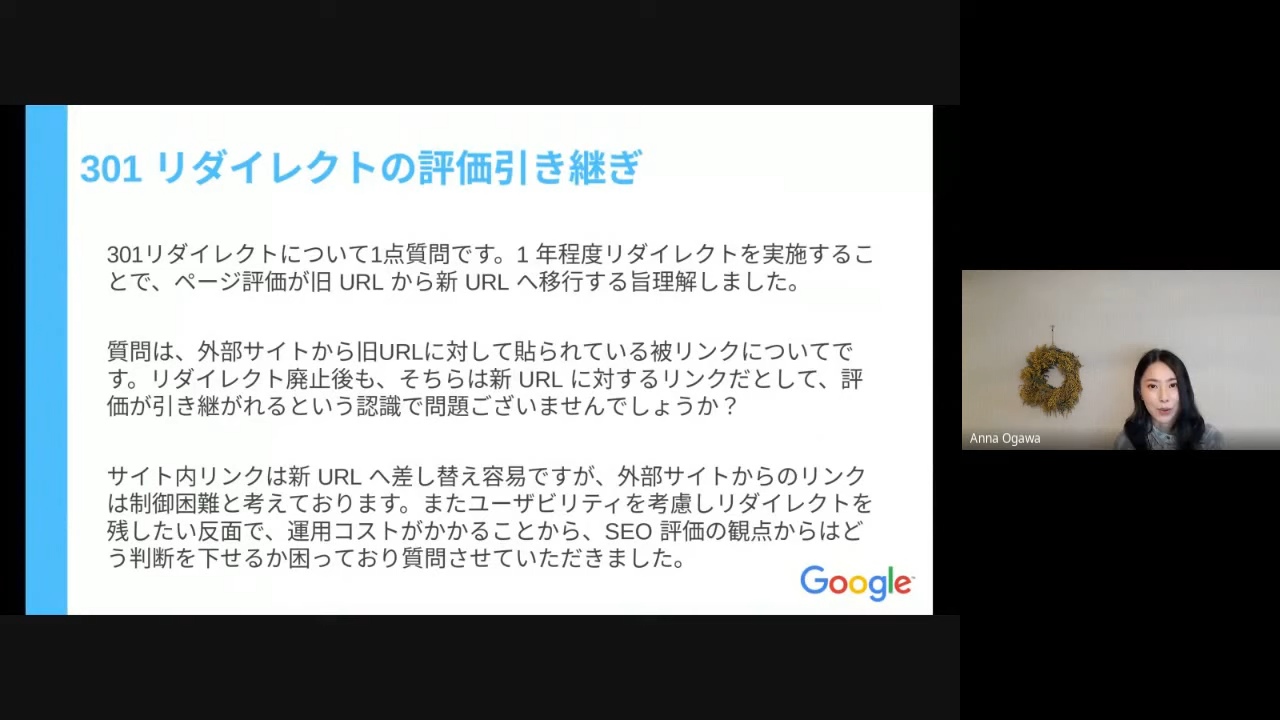 301 リダイレクトの評価引き継ぎ
301リダイレクトについて1点質問です。1 年程度リダイレクトを実施するこ
とで、ページ評価が旧 URL から新 URL へ移行する旨理解しました。
質問は、外部サイトから旧URLに対して貼られている被リンクについてで
す。リダイレクト廃止後も、そちらは新 URL に対するリンクだとして、評
価が引き継がれるという認識で問題ございませんでしょうか？
サイト内リンクは新 URL へ差し替え容易ですが、外部サイトからのリンク
は制御困難と考えております。またユーザビリティを考慮しリダイレクトを
残したい反面で、運用コストがかかることから、SEO 評価の観点からはど
う判断を下せるか困っており質問させていただきました。
Google
Anna Ogawa